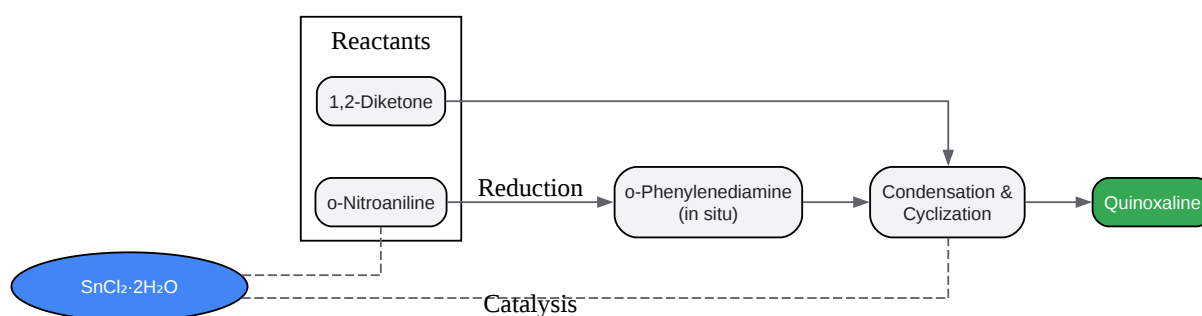 Reactants
1,2-Diketone
o-Nitroaniline
Reduction
o-Phenylenediamine
(in situ)
Condensation &
Cyclization
Quinoxaline
SnCl₂·2H₂O
Catalysis